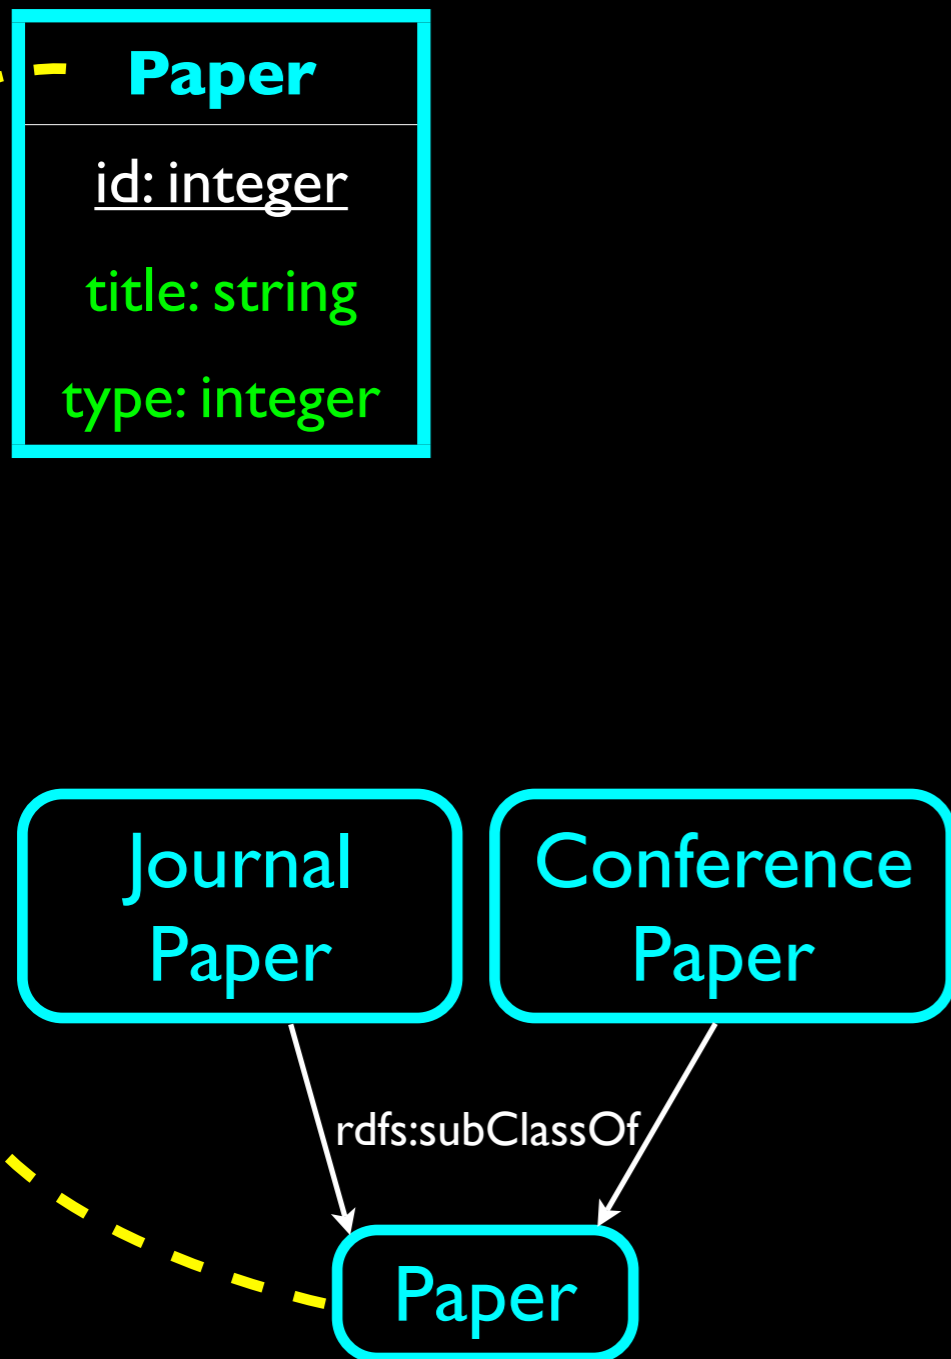 Paper
id: integer
title: string
type: integer
Journal
Paper
Conference
Paper
rdfs:subClassOf
Paper